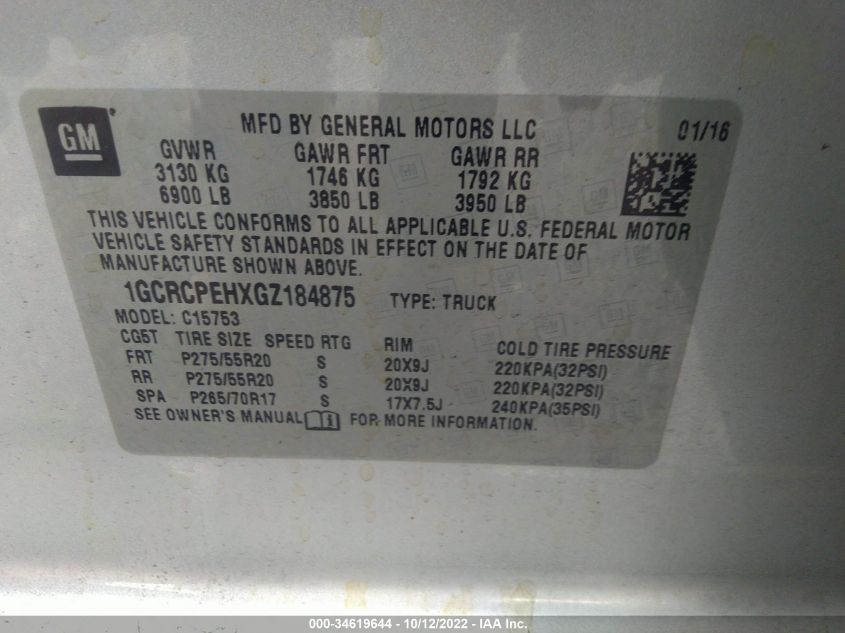 GM®
MFD BY GENERAL MOTORS LLC 01/16
GVWR GAWR FRT GAWR RR
3130 KG 1746 KG 1792 KG
6900 LB 3850 LB 3950 LB
THIS VEHICLE CONFORMS TO ALL APPLICABLE U.S. FEDERAL MOTOR
VEHICLE SAFETY STANDARDS IN EFFECT ON THE DATE OF
MANUFACTURE SHOWN ABOVE.
1GCRCPEHXGZ184875 TYPE: TRUCK
MODEL: C15753
CG5T TIRE SIZE SPEED RTG RIM COLD TIRE PRESSURE
FRT P275/55R20 S 20X9J 220KPA(32PSI)
RR P275/55R20 S 20X9J 220KPA(32PSI)
SPA P265/70R17 S 17X7.5J 240KPA(35PSI)
SEE OWNER'S MANUAL i FOR MORE INFORMATION.
000-34619644 - 10/12/2022 - IAA Inc.